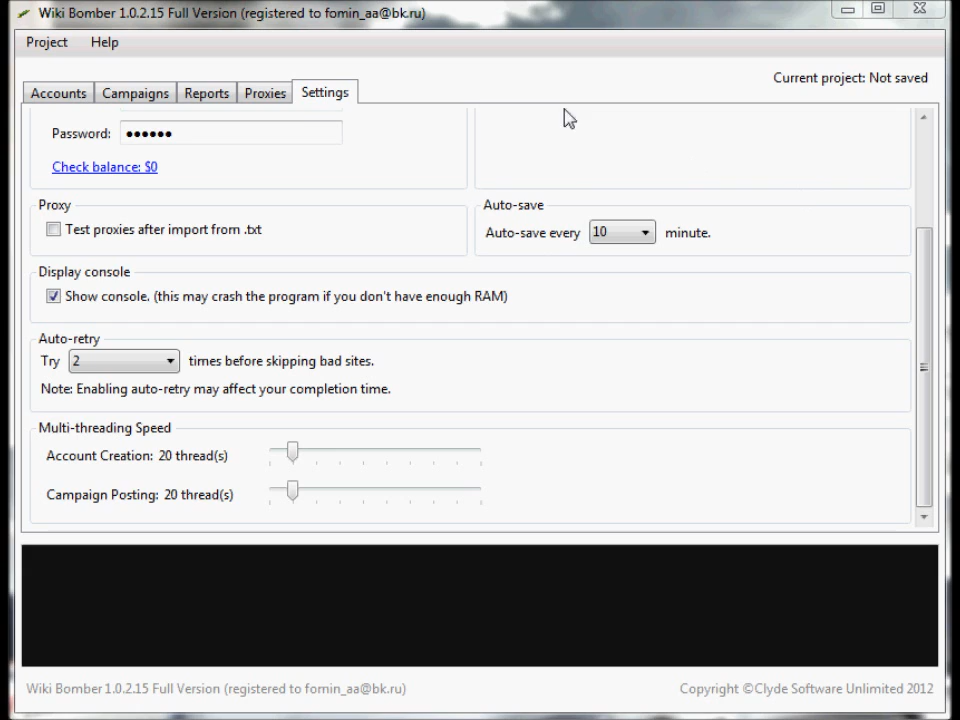 Wiki Bomber 1.0.2.15 Full Version (registered to fomin_aa@bk.ru)
Project Help
Current project: Not saved
Accounts Campaigns Reports Proxies Settings
Password: ●●●●●●
Check balance: $0
Proxy
Test proxies after import from .txt
Auto-save
Auto-save every 10 minute.
Display console
Show console. (this may crash the program if you don't have enough RAM)
Auto-retry
Try 2 times before skipping bad sites.
Note: Enabling auto-retry may affect your completion time.
Multi-threading Speed
Account Creation: 20 thread(s)
Campaign Posting: 20 thread(s)
Wiki Bomber 1.0.2.15 Full Version (registered to fomin_aa@bk.ru)
Copyright ©Clyde Software Unlimited 2012